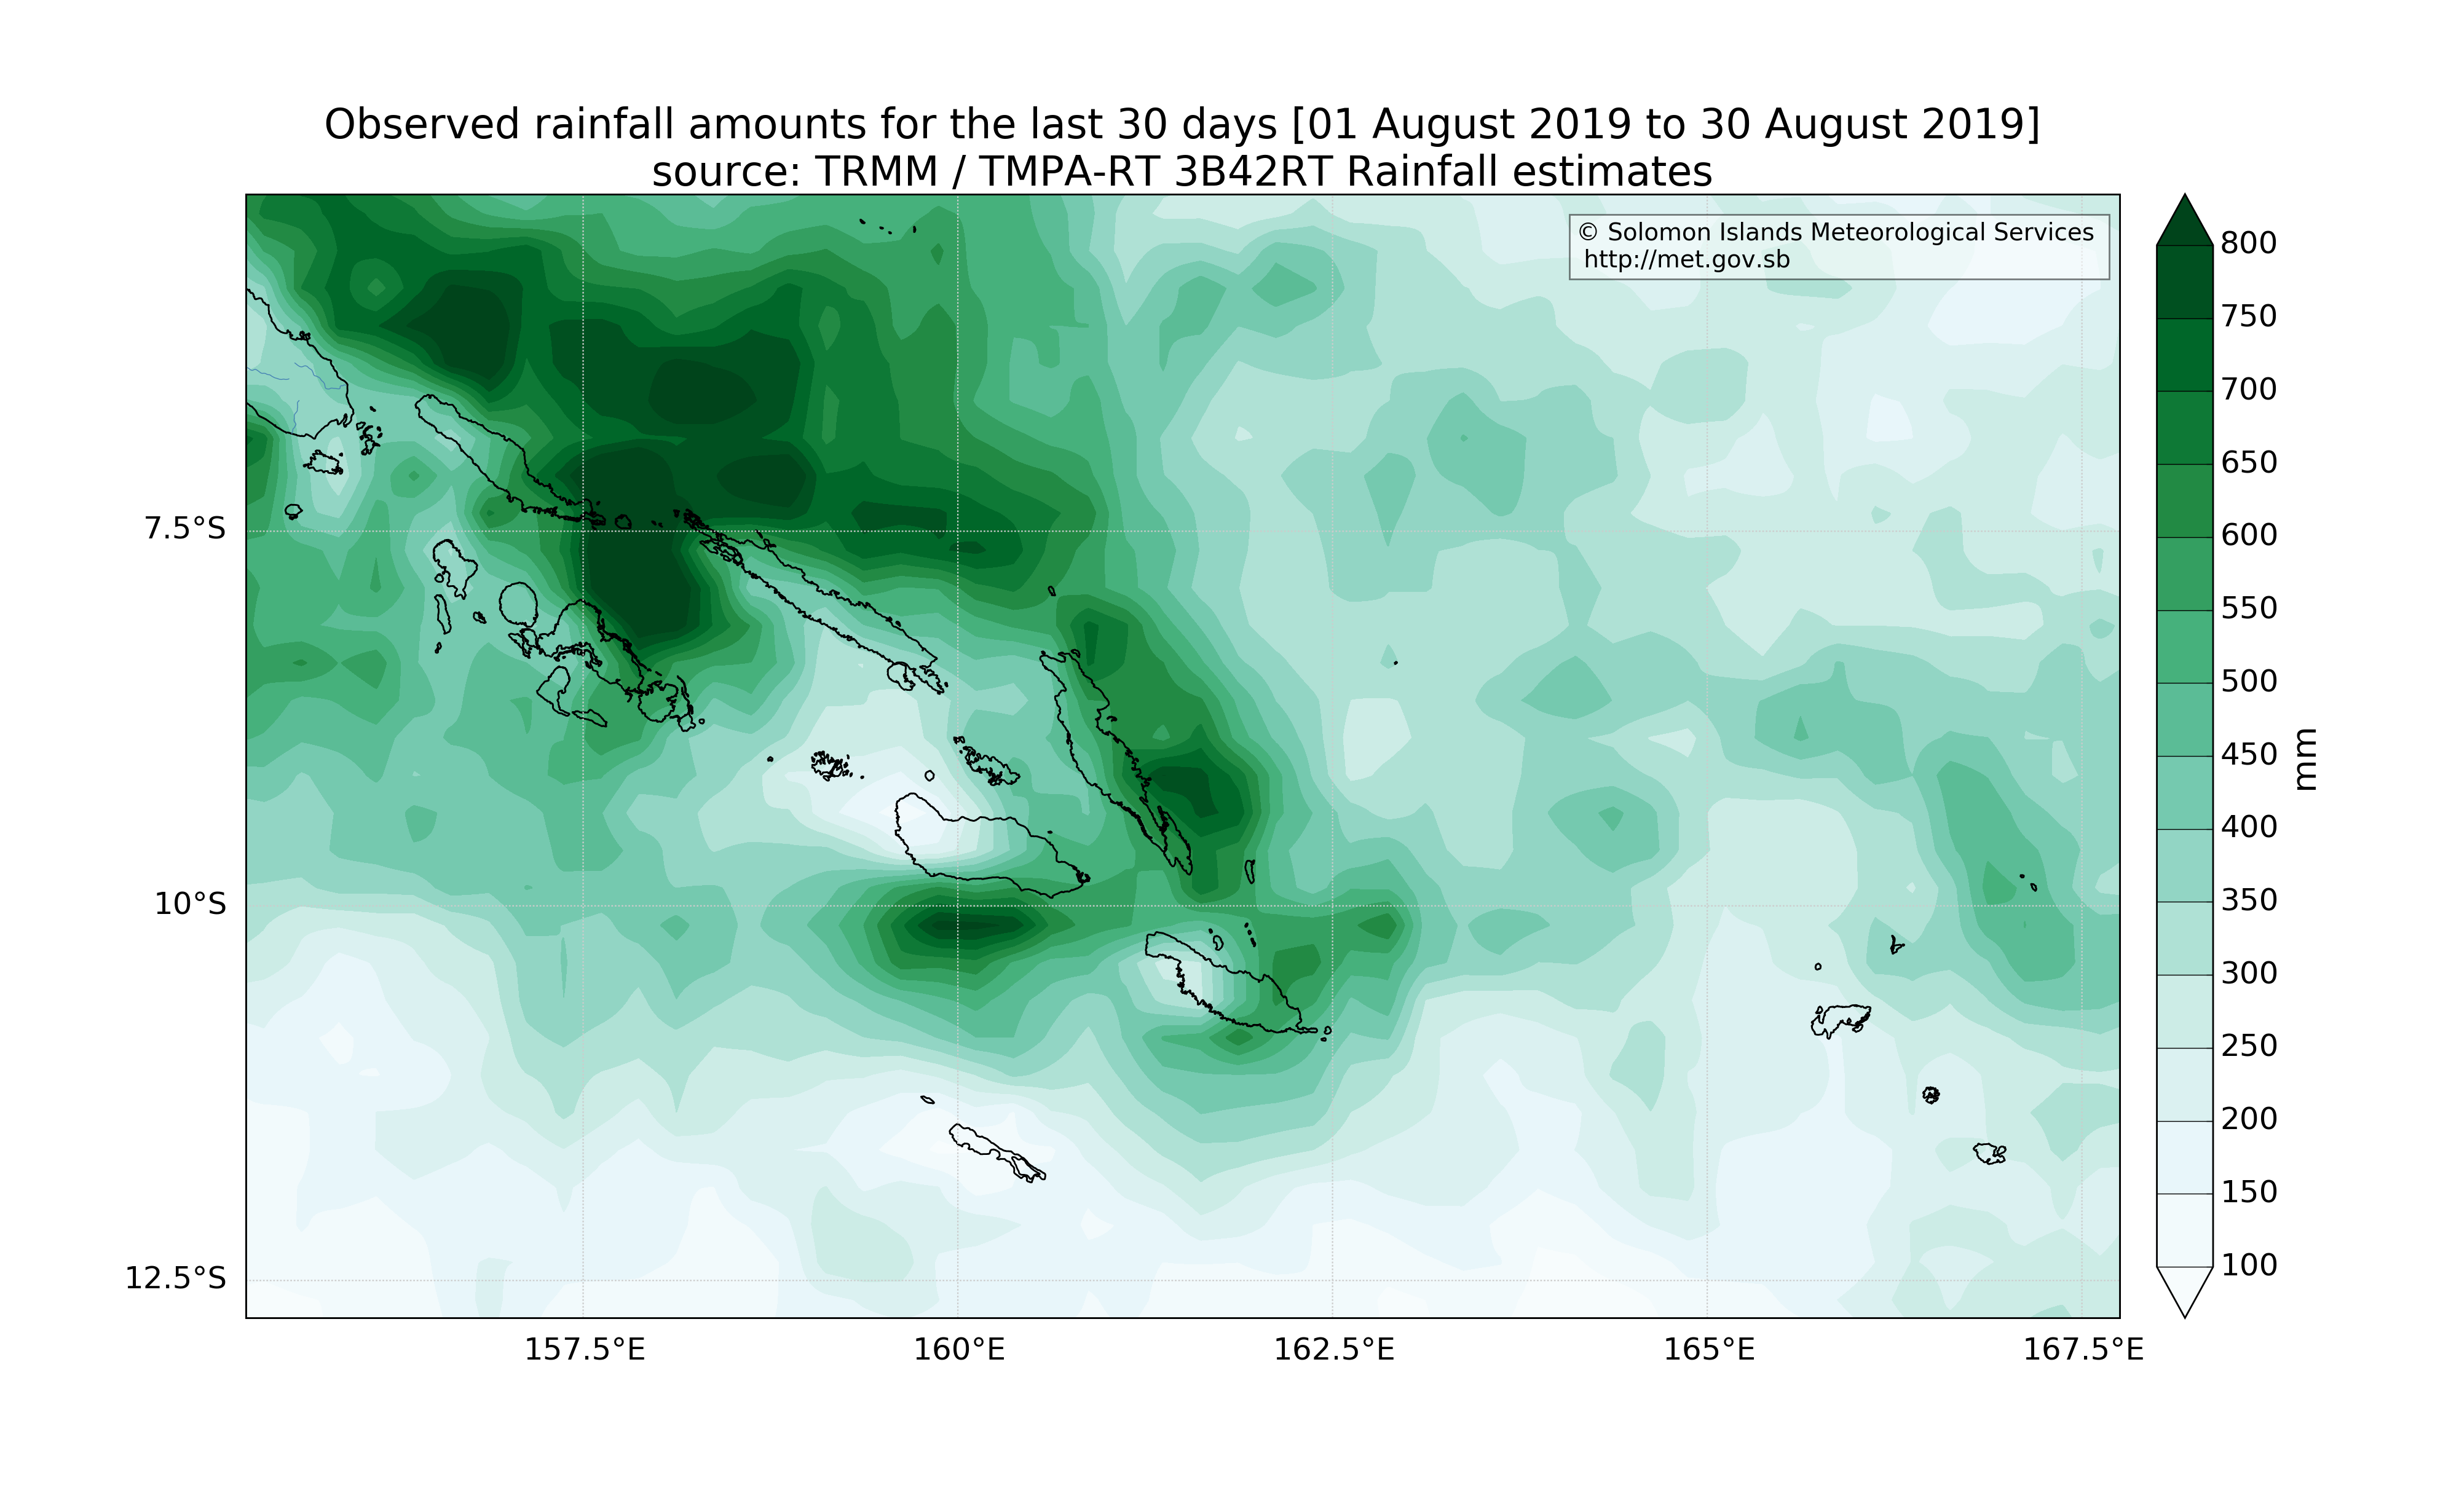 Observed rainfall amounts for the last 30 days [01 August 2019 to 30 August 2019]
source: TRMM / TMPA-RT 3B42RT Rainfall estimates
© Solomon Islands Meteorological Services
http://met.gov.sb
7.5°S
10°S
12.5°S
157.5°E
160°E
162.5°E
165°E
167.5°E
800
750
700
650
600
550
500
450
400
350
300
250
200
150
100
mm